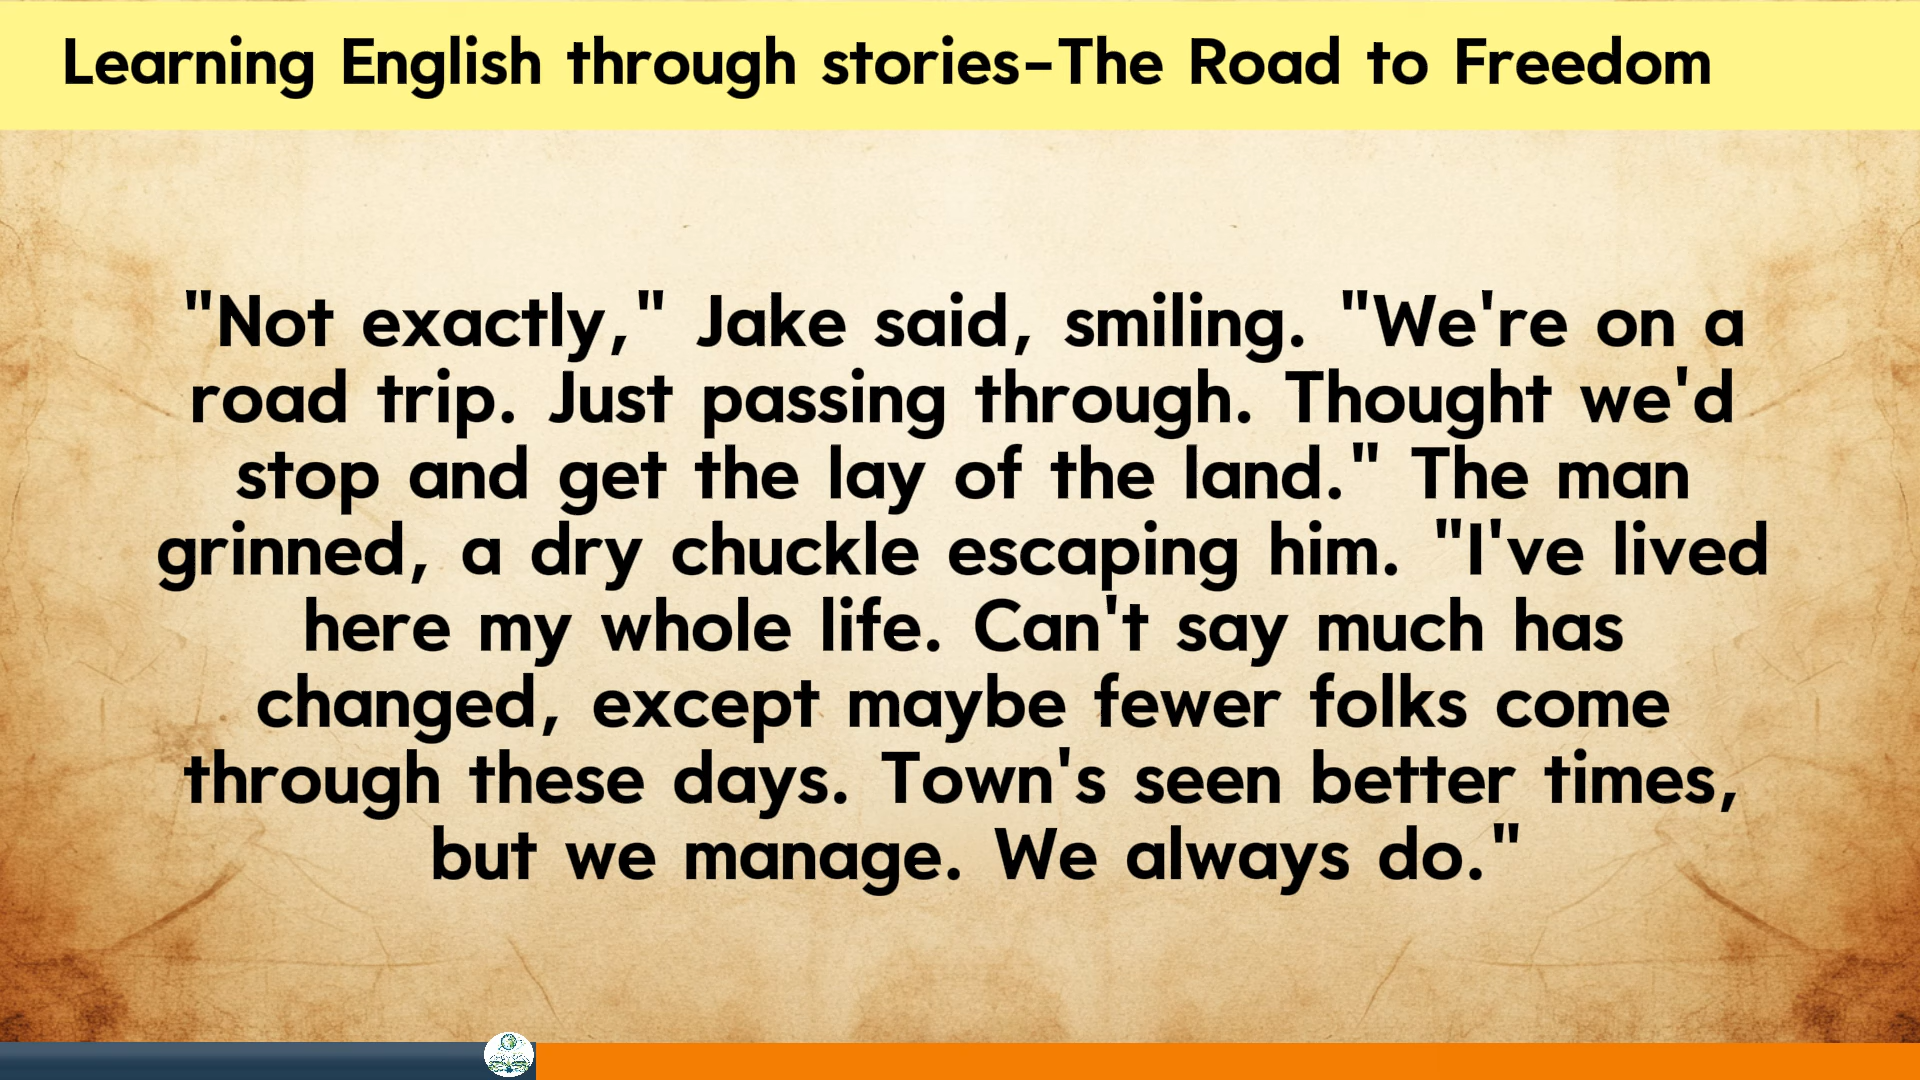 Learning English through stories-The Road to Freedom
"Not exactly," Jake said, smiling. "We're on a
road trip. Just passing through. Thought we'd
stop and get the lay of the land." The man
grinned, a dry chuckle escaping him. "I've lived
here my whole life. Can't say much has
changed, except maybe fewer folks come
through these days. Town's seen better times,
but we manage. We always do."